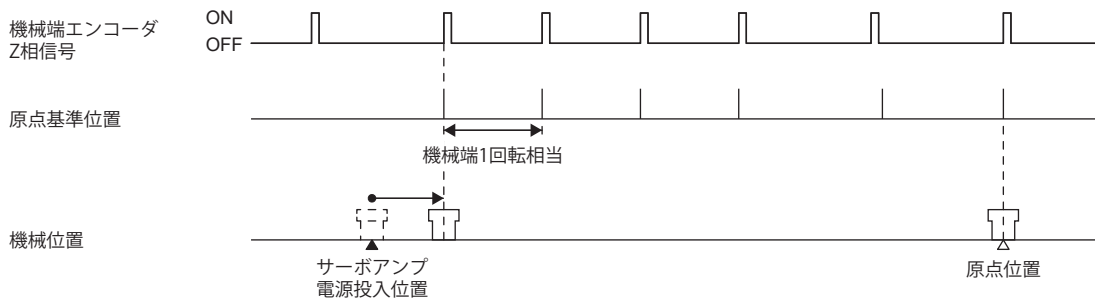 機械端エンコーダ
Z相信号
ON
OFF
原点基準位置
機械端1回転相当
機械位置
サーボアンプ
電源投入位置
原点位置